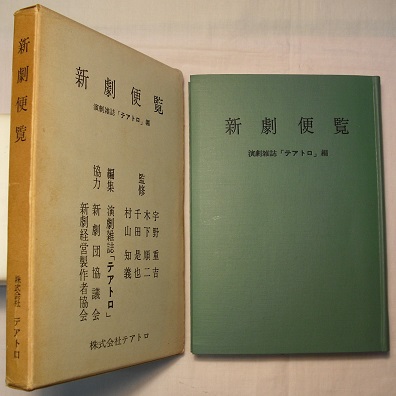 新劇便覧
株式会社 テアトロ
新劇便覧
演劇雑誌「テアトロ」編
監修
宇野重吉
木下順二
千田是也
村山知義
編集 演劇雑誌「テアトロ」
協力 新劇団協議会
新劇経営製作者協会
株式会社テアトロ
新劇便覧
演劇雑誌「テアトロ」編